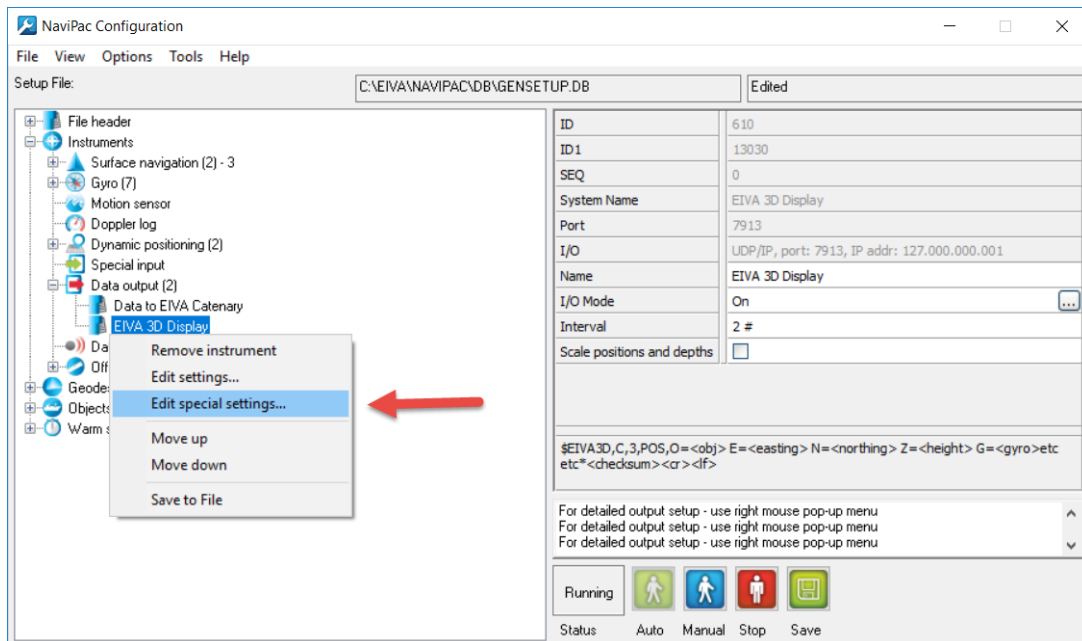 NaviPac Configuration
File View Options Tools Help
Setup File:
C:\EIVA\NAVIPAC\DB\GENSETUP.DB
Edited
File header
Instruments
Surface navigation (2) - 3
Gyro (7)
Motion sensor
Doppler log
Dynamic positioning (2)
Special input
Data output (2)
Data to EIVA Catenary
EIVA 3D Display
Da
Off
Geode
Objects
Warm s
Remove instrument
Edit settings...
Edit special settings...
Move up
Move down
Save to File
ID 610
ID1 13030
SEQ 0
System Name EIVA 3D Display
Port 7913
I/O UDP/IP, port: 7913, IP addr: 127.000.000.001
Name EIVA 3D Display
I/O Mode On ...
Interval 2 #
Scale positions and depths
$EIVA3D,C,3,POS,O=<obj> E=<easting> N=<northing> Z=<height> G=<gyro>etc
etc*<checksum><cr><lf>
For detailed output setup - use right mouse pop-up menu
For detailed output setup - use right mouse pop-up menu
For detailed output setup - use right mouse pop-up menu
Running
Status Auto Manual Stop Save